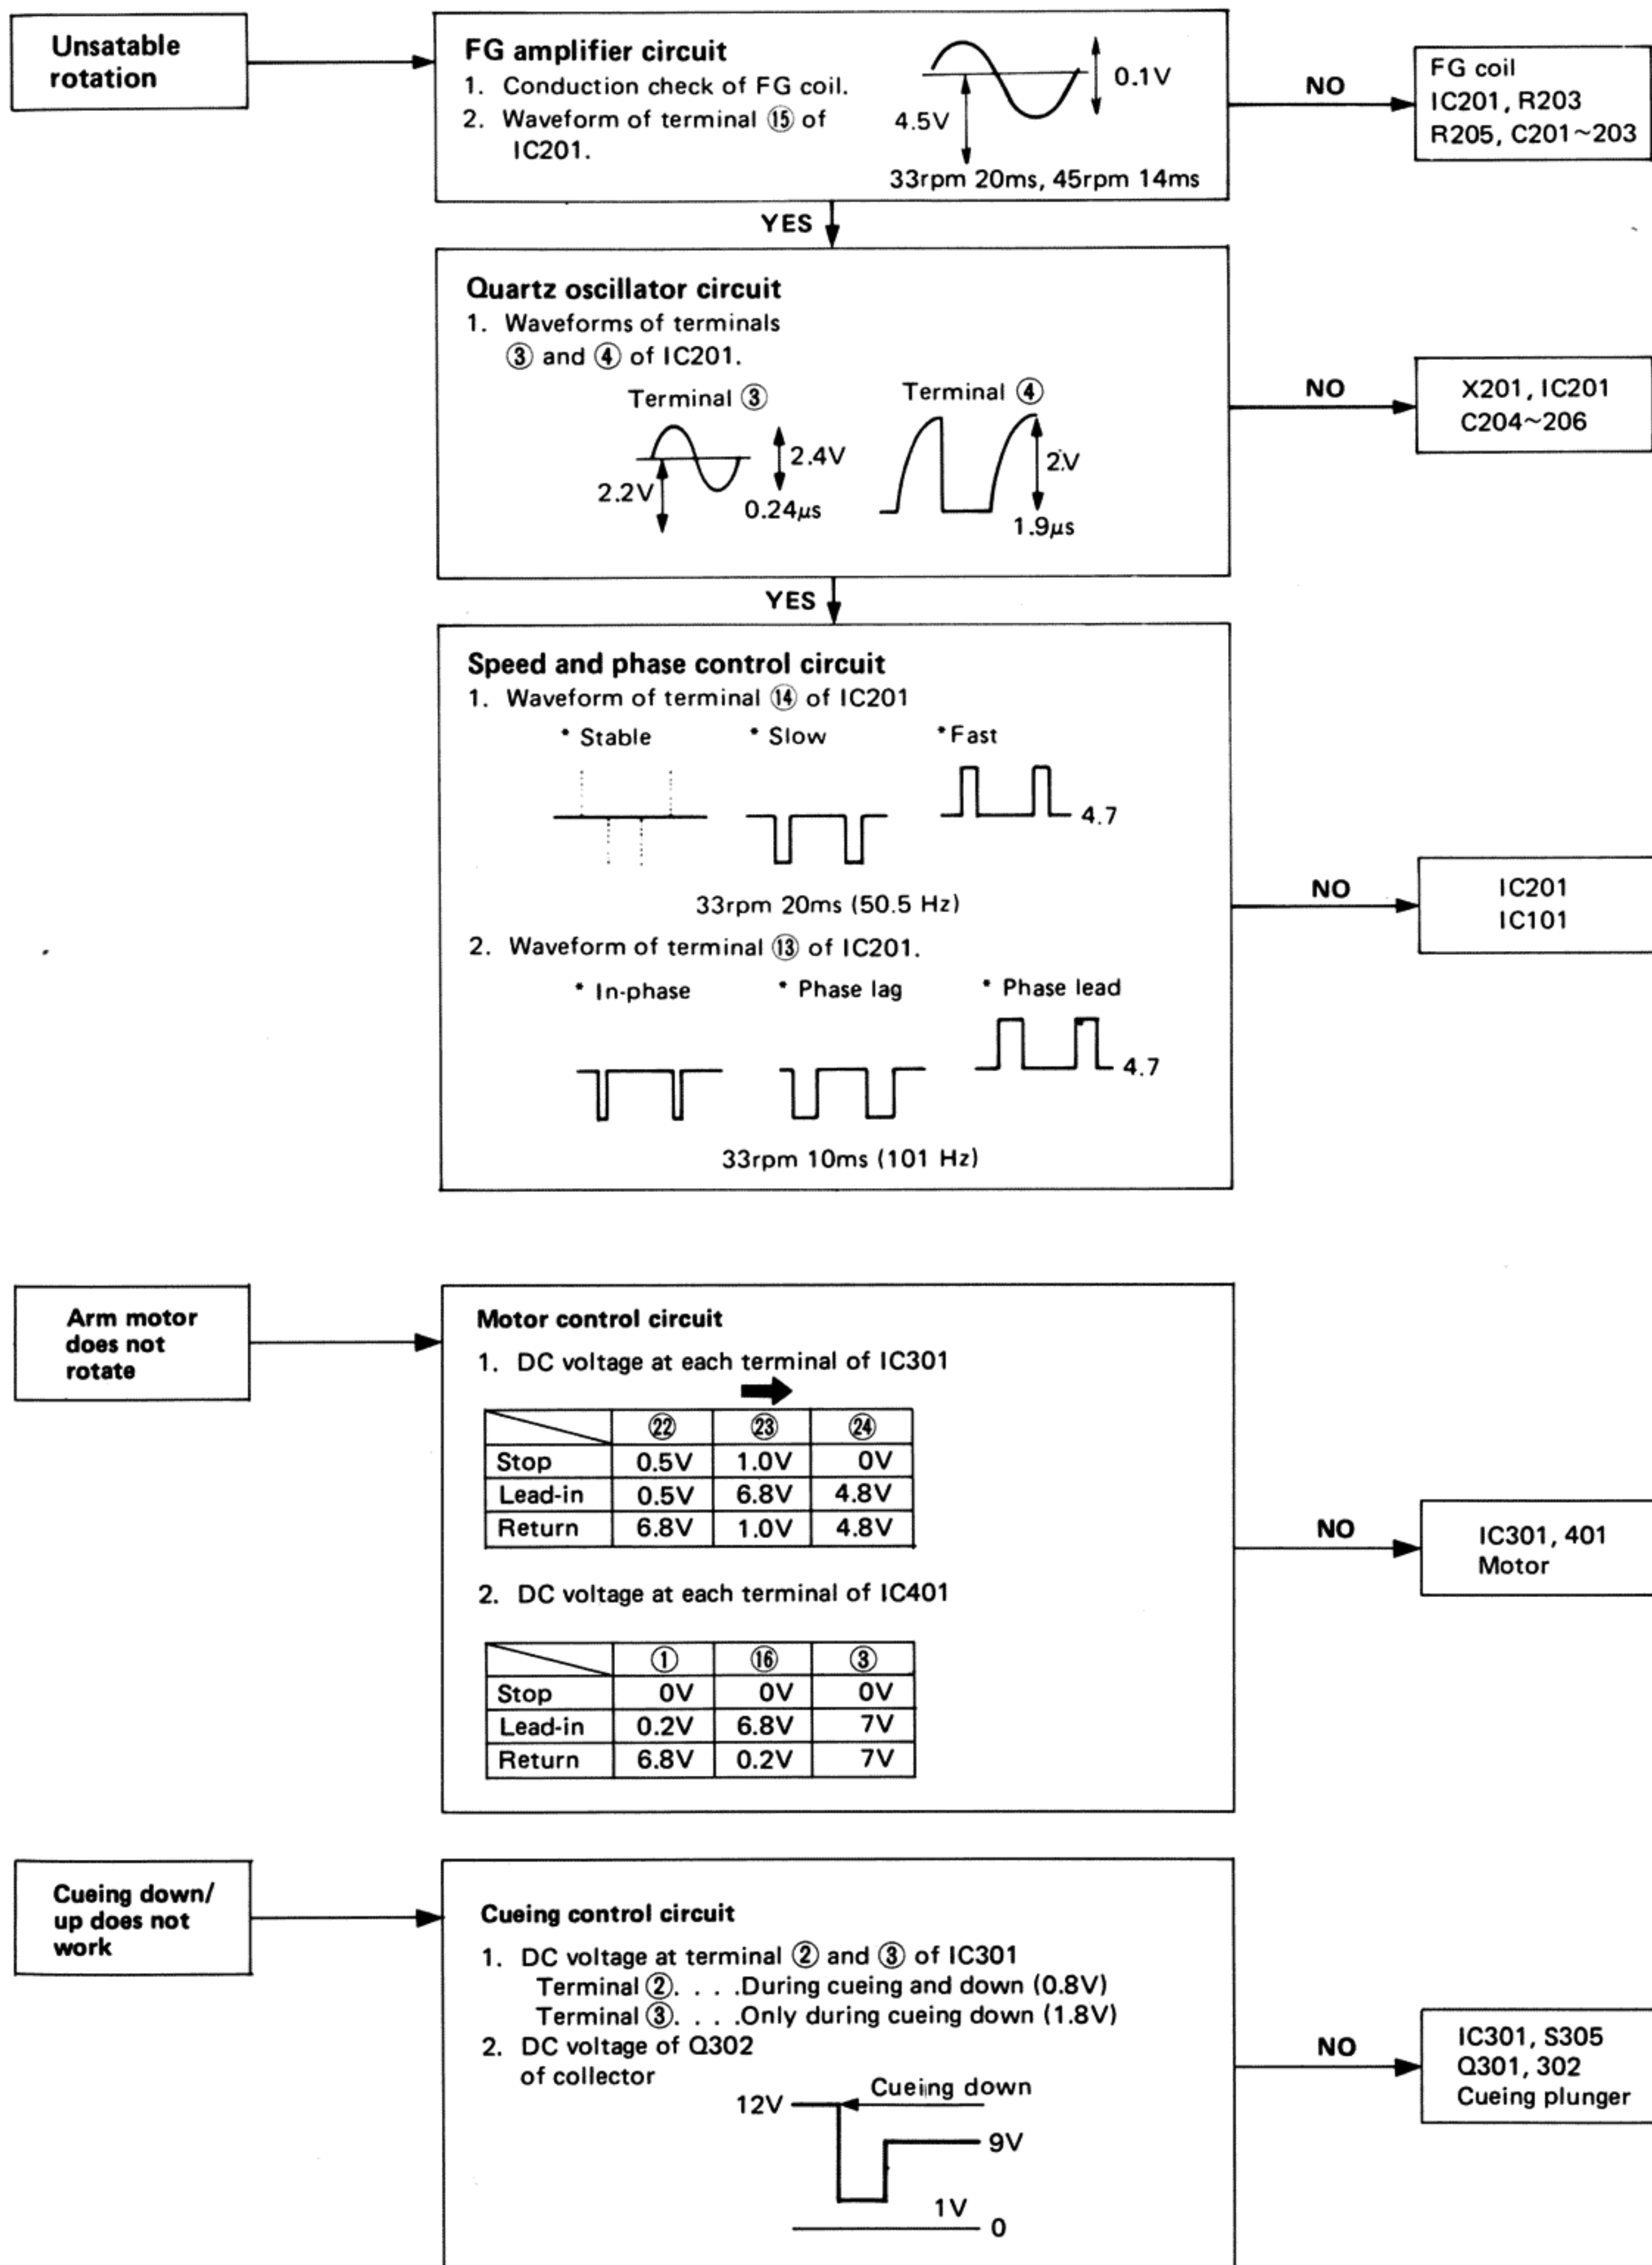 Unsatable
rotation
FG amplifier circuit
1. Conduction check of FG coil.
2. Waveform of terminal ⑮ of
IC201.
0.1V
4.5V
33rpm 20ms, 45rpm 14ms
NO
FG coil
IC201, R203
R205, C201~203
YES
Quartz oscillator circuit
1. Waveforms of terminals
③ and ④ of IC201.
Terminal ③
Terminal ④
2.4V
2.2V
0.24μs
2V
1.9μs
NO
X201, IC201
C204~206
YES
Speed and phase control circuit
1. Waveform of terminal ⑭ of IC201
* Stable * Slow * Fast
4.7
33rpm 20ms (50.5 Hz)
2. Waveform of terminal ⑬ of IC201.
* In-phase * Phase lag * Phase lead
4.7
33rpm 10ms (101 Hz)
NO
IC201
IC101
Arm motor
does not
rotate
Motor control circuit
1. DC voltage at each terminal of IC301
㉒ ㉓ ㉔
Stop 0.5V 1.0V 0V
Lead-in 0.5V 6.8V 4.8V
Return 6.8V 1.0V 4.8V
2. DC voltage at each terminal of IC401
① ⑯ ③
Stop 0V 0V 0V
Lead-in 0.2V 6.8V 7V
Return 6.8V 0.2V 7V
NO
IC301, 401
Motor
Cueing down/
up does not
work
Cueing control circuit
1. DC voltage at terminal ② and ③ of IC301
Terminal ②. . . .During cueing and down (0.8V)
Terminal ③. . . .Only during cueing down (1.8V)
2. DC voltage of Q302
of collector
12V
Cueing down
9V
1V
0
NO
IC301, S305
Q301, 302
Cueing plunger